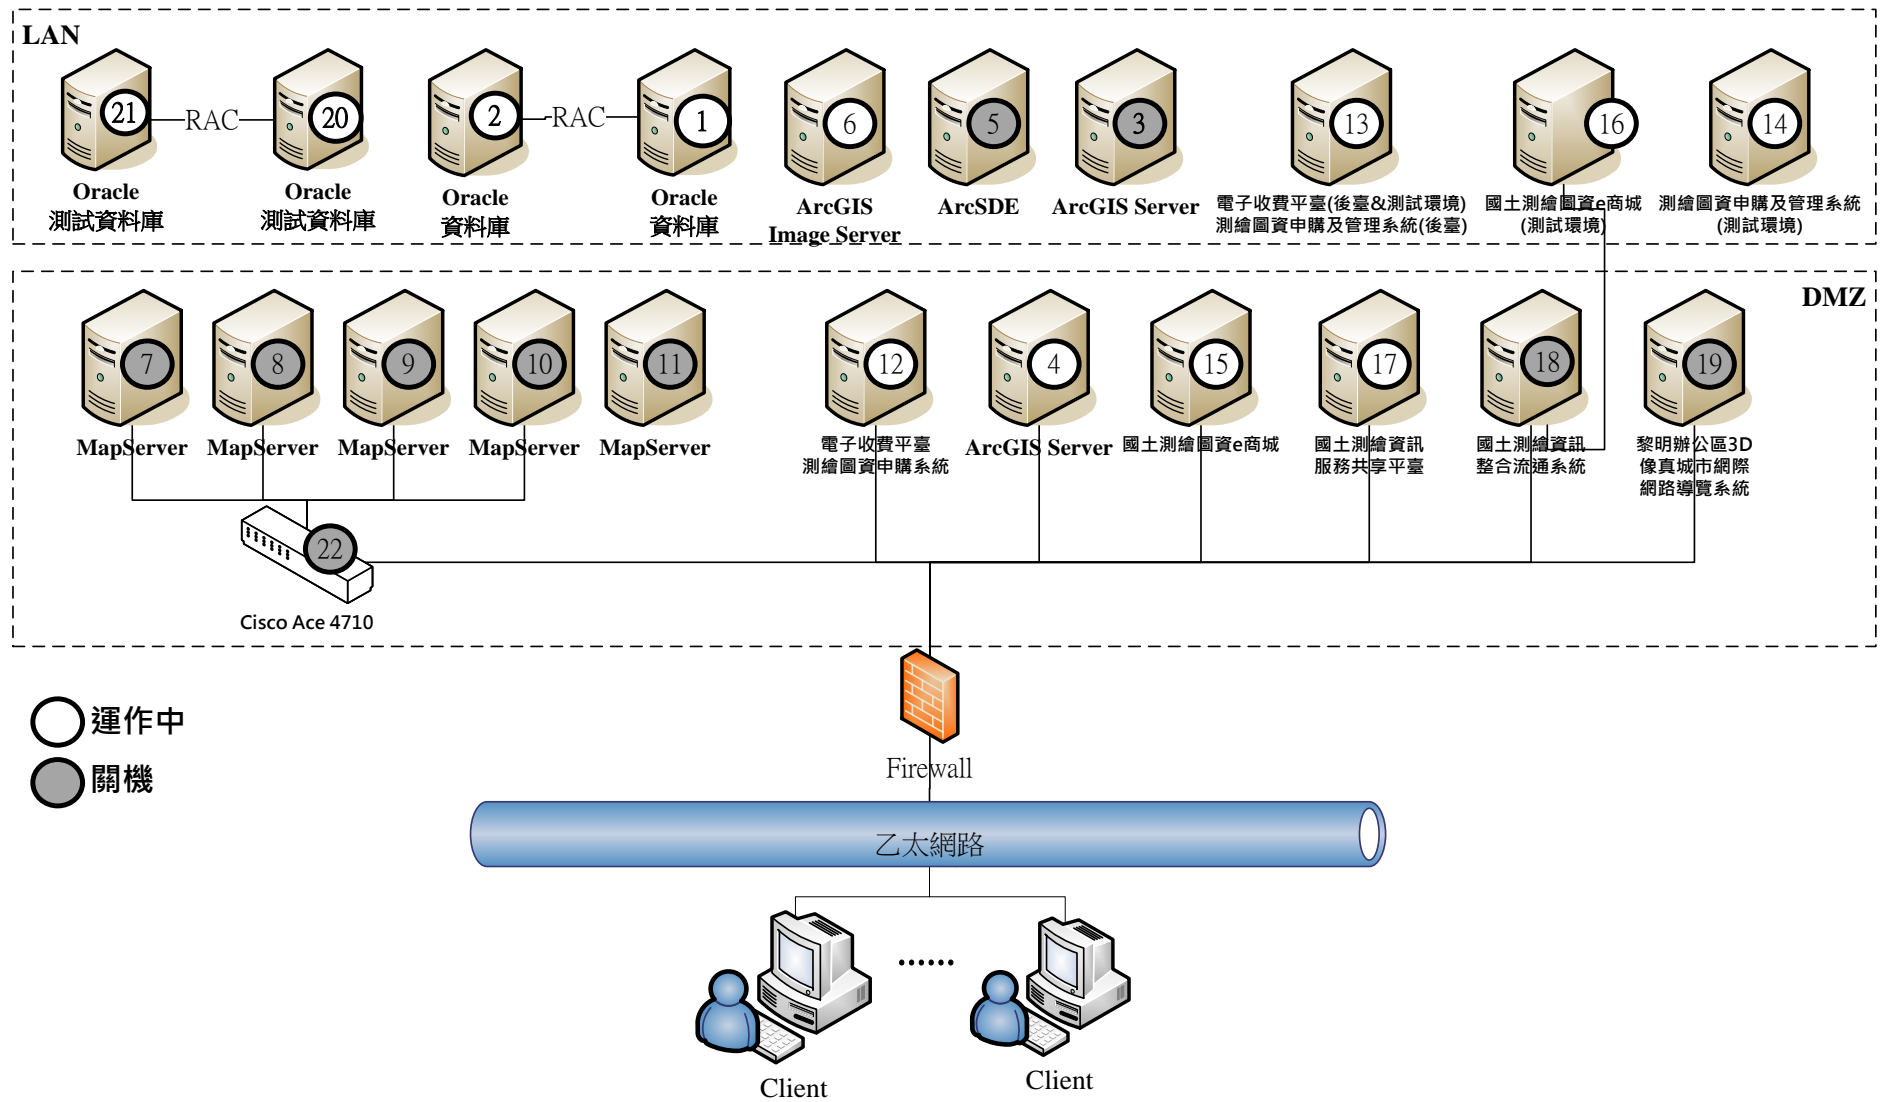 LAN
21
RAC
20
2
RAC
1
6
5
3
13
16
14
Oracle
測試資料庫
Oracle
測試資料庫
Oracle
資料庫
Oracle
資料庫
ArcGIS
Image Server
ArcSDE
ArcGIS Server
電子收費平臺(後臺&測試環境)
測繪圖資申購及管理系統(後臺)
國土測繪圖資e商城
(測試環境)
測繪圖資申購及管理系統
(測試環境)
DMZ
7
8
9
10
11
12
4
15
17
18
19
MapServer
MapServer
MapServer
MapServer
MapServer
電子收費平臺
測繪圖資申購系統
ArcGIS Server
國土測繪圖資e商城
國土測繪資訊
服務共享平臺
國土測繪資訊
整合流通系統
黎明辦公區3D
像真城市網際
網路導覽系統
22
Cisco Ace 4710
運作中
關機
Firewall
乙太網路
......
Client
Client